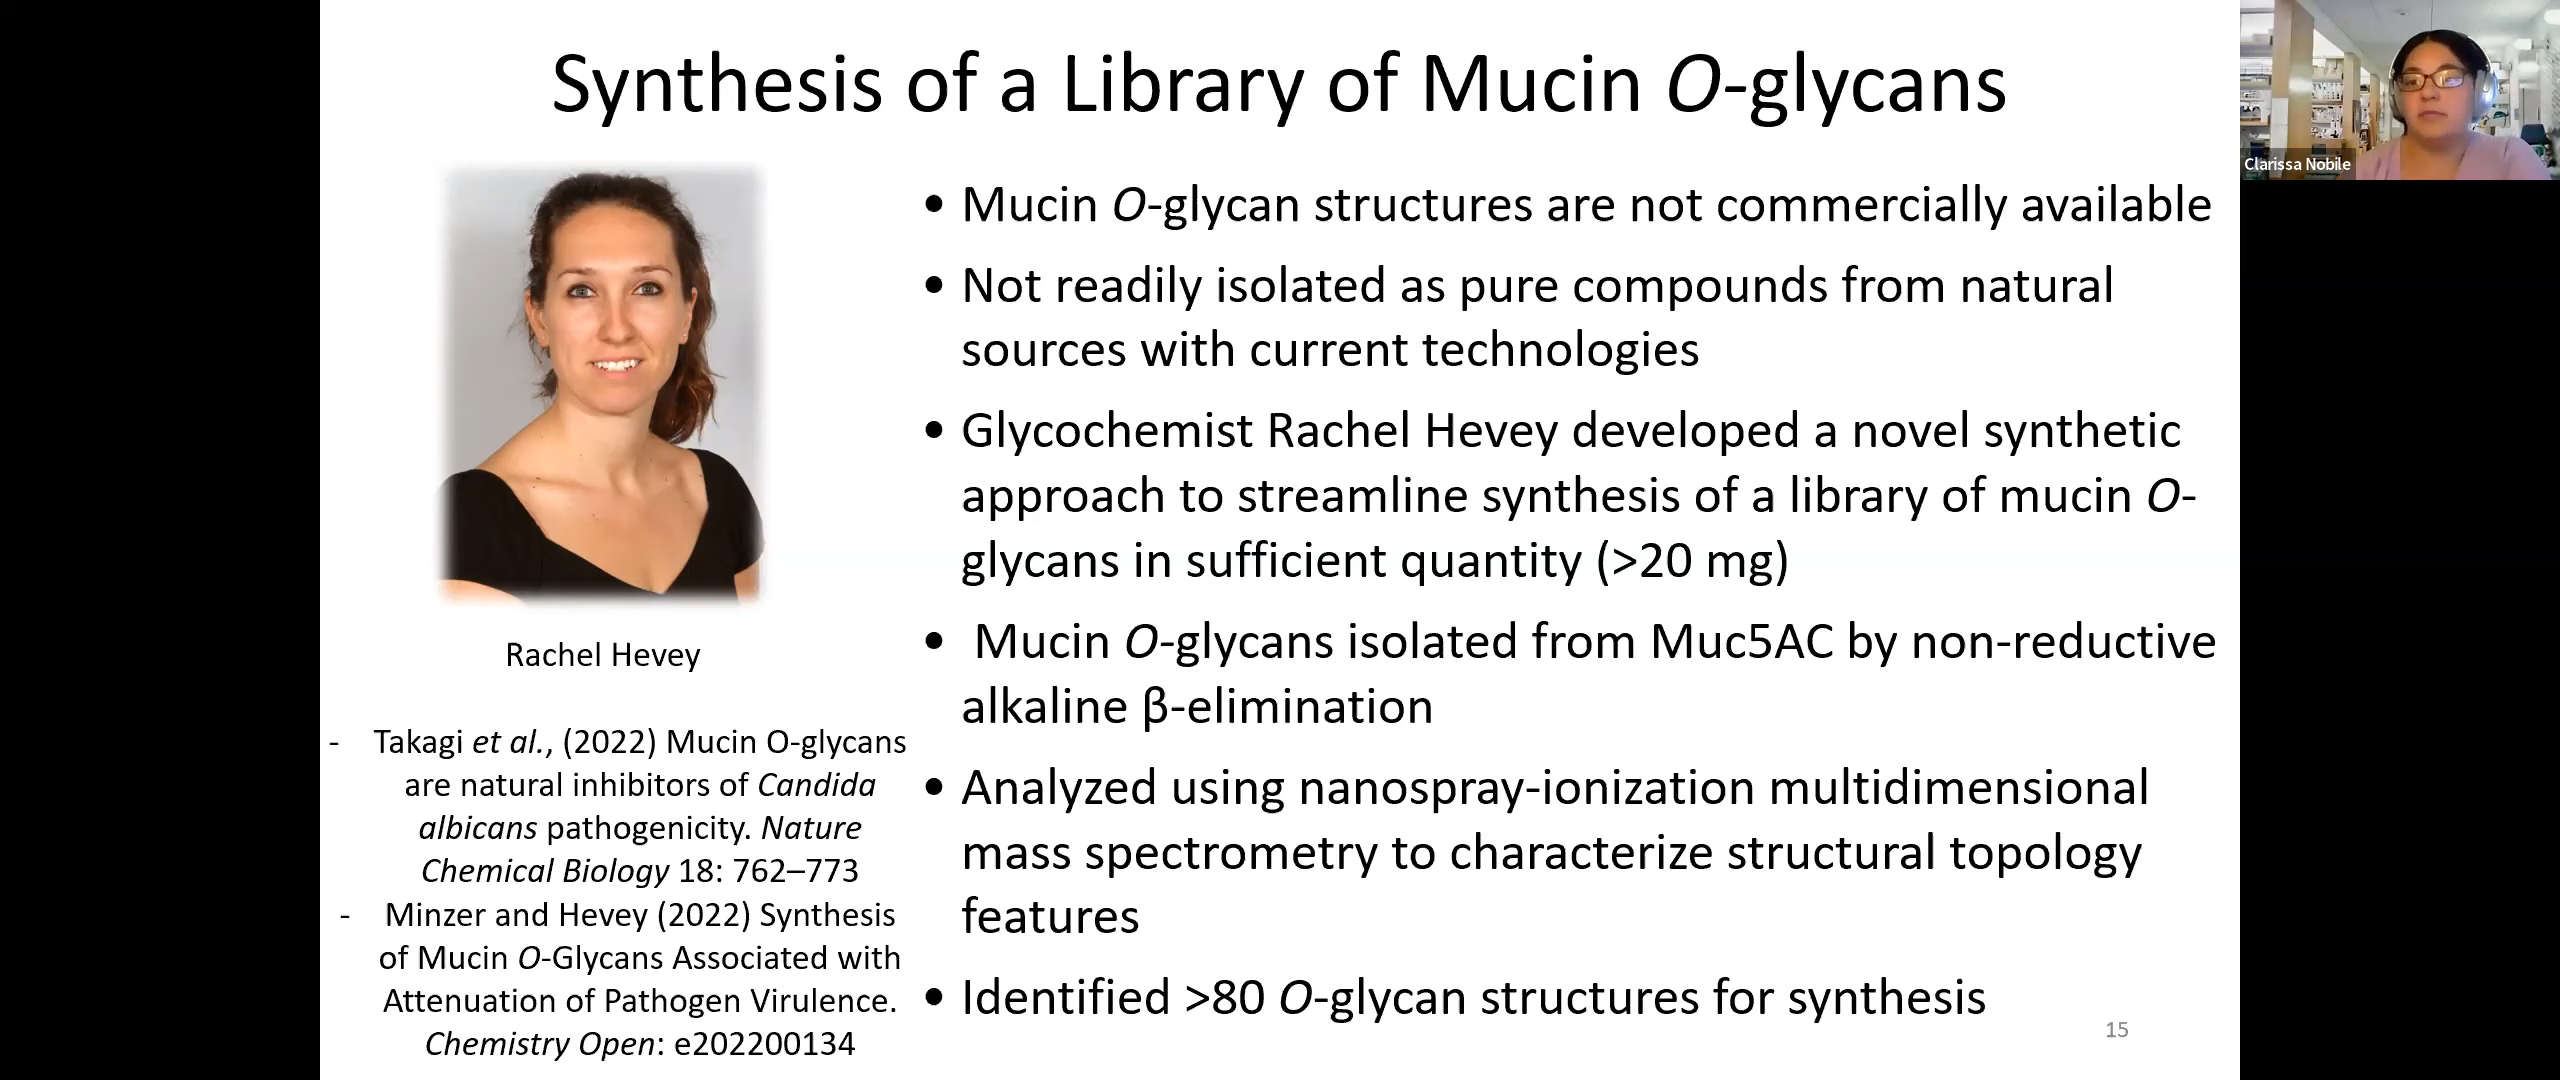 Synthesis of a Library of Mucin O-glycans
Clarissa Nobile
• Mucin O-glycan structures are not commercially available
• Not readily isolated as pure compounds from natural
sources with current technologies
• Glycochemist Rachel Hevey developed a novel synthetic
approach to streamline synthesis of a library of mucin O-
glycans in sufficient quantity (>20 mg)
• Mucin O-glycans isolated from Muc5AC by non-reductive
alkaline β-elimination
• Analyzed using nanospray-ionization multidimensional
mass spectrometry to characterize structural topology
features
• Identified >80 O-glycan structures for synthesis
Rachel Hevey
- Takagi et al., (2022) Mucin O-glycans
are natural inhibitors of Candida
albicans pathogenicity. Nature
Chemical Biology 18: 762–773
- Minzer and Hevey (2022) Synthesis
of Mucin O-Glycans Associated with
Attenuation of Pathogen Virulence.
Chemistry Open: e202200134
15